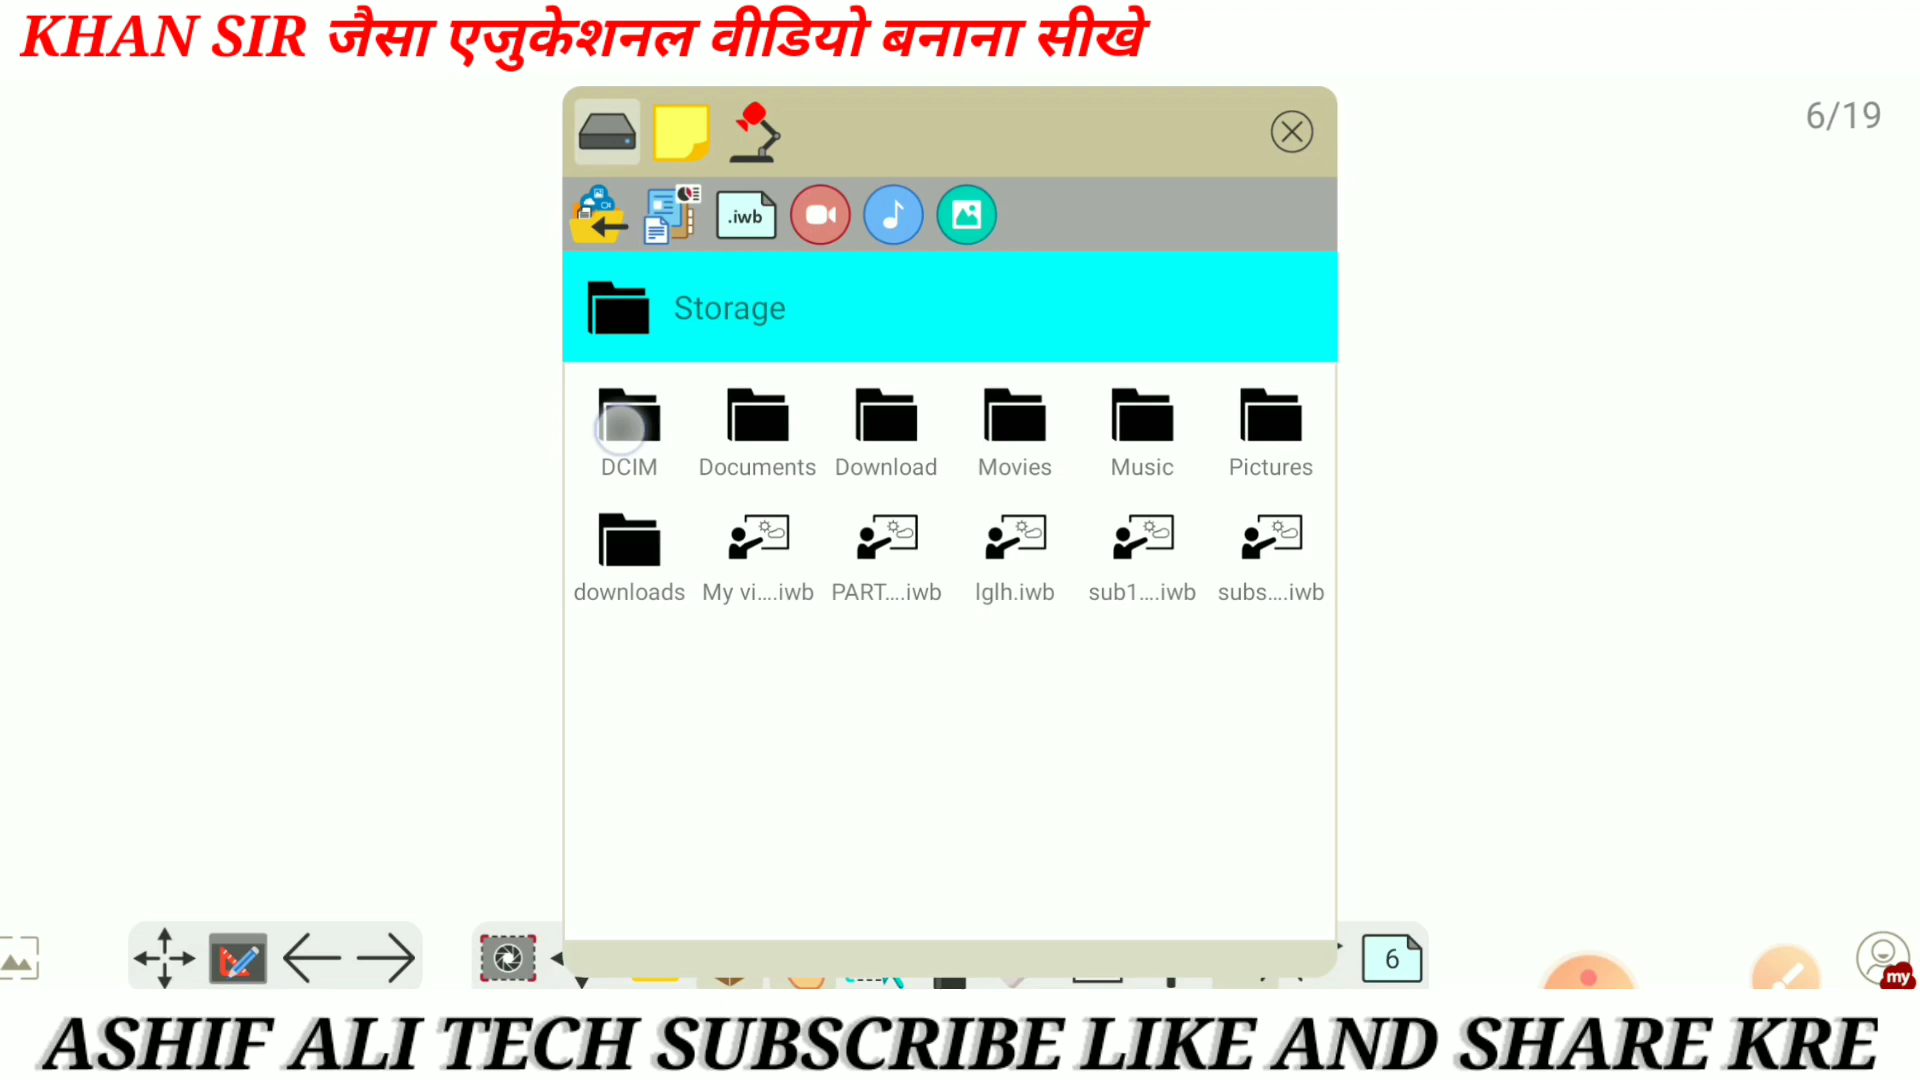 KHAN SIR जैसा एजुकेशनल वीडियो बनाना सीखे
6/19
.iwb
Storage
DCIM Documents Download Movies Music Pictures
downloads My vi....iwb PART....iwb lglh.iwb sub1....iwb subs....iwb
6
my
ASHIF ALI TECH SUBSCRIBE LIKE AND SHARE KRE